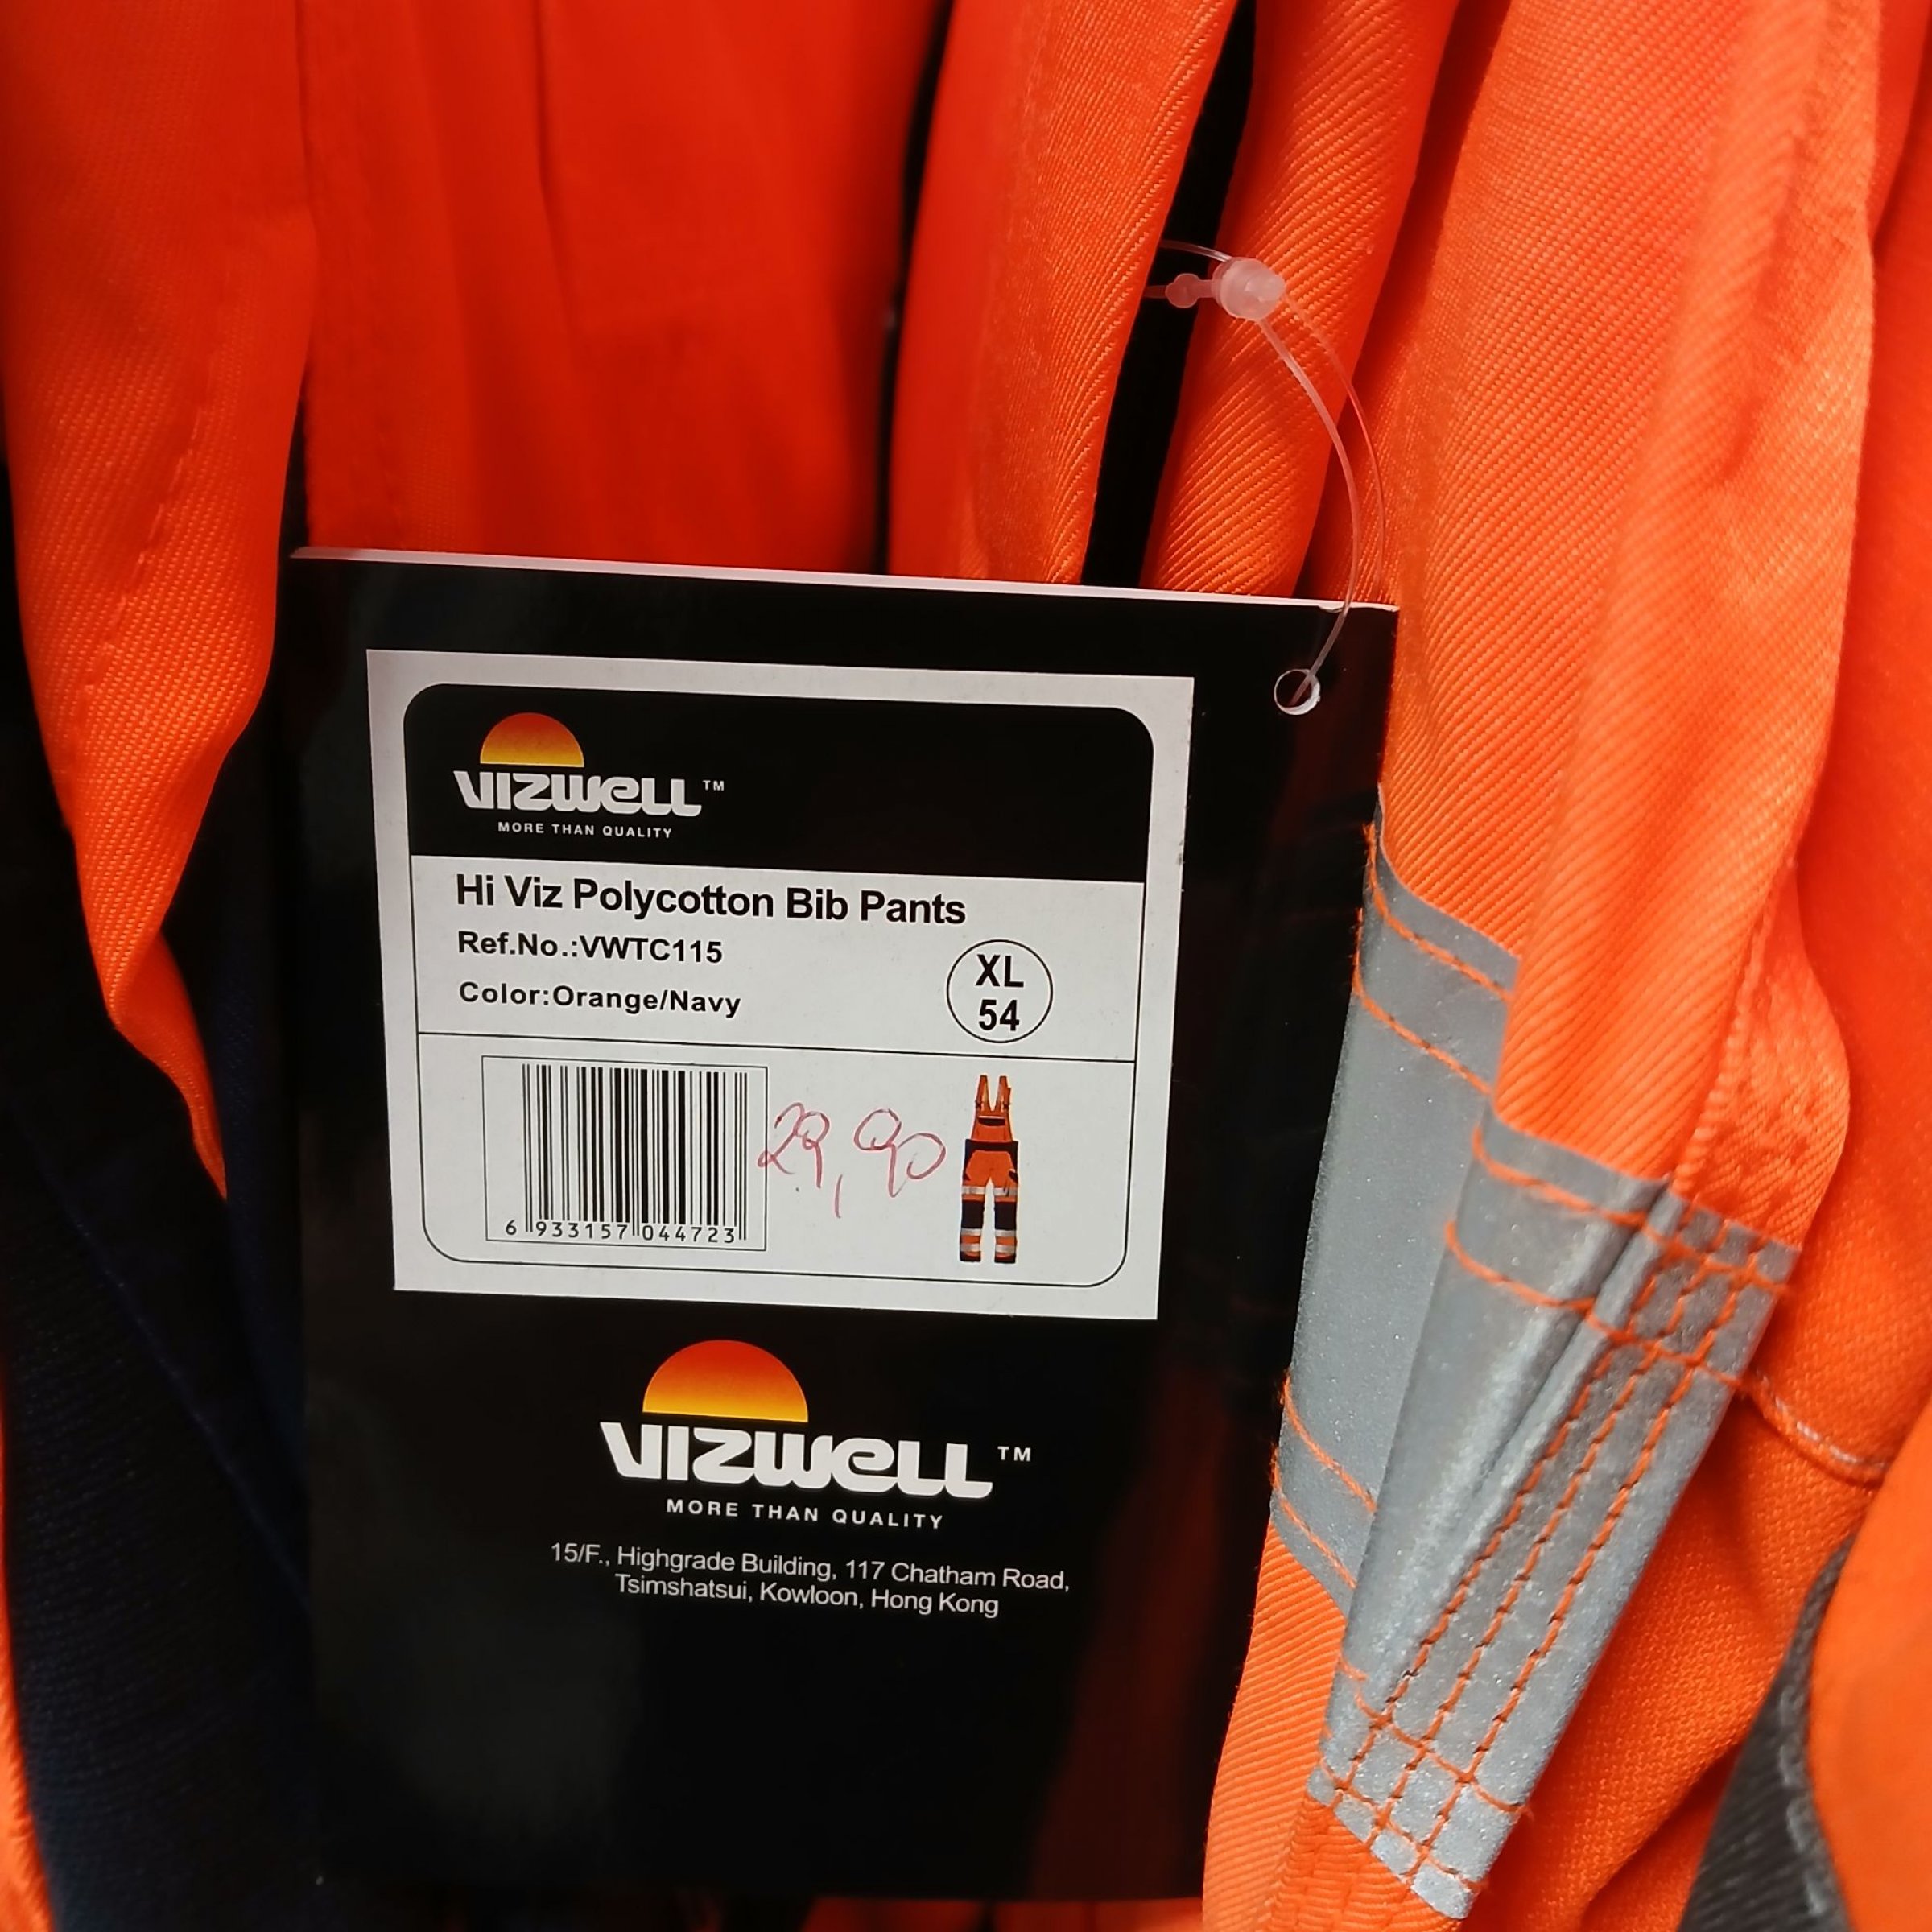 VIZWELL™
MORE THAN QUALITY
Hi Viz Polycotton Bib Pants
Ref.No.:VWTC115
Color:Orange/Navy
XL
54
29,90
6 933157 044723
VIZWELL™
MORE THAN QUALITY
15/F., Highgrade Building, 117 Chatham Road,
Tsimshatsui, Kowloon, Hong Kong